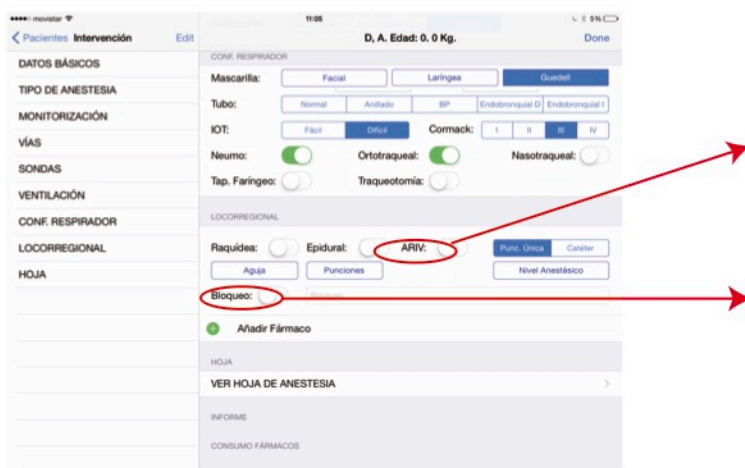 movistar 11:05 5%
Pacientes Intervención Edit D, A. Edad: 0. 0 Kg. Done
DATOS BÁSICOS
TIPO DE ANESTESIA
MONITORIZACIÓN
VÍAS
SONDAS
VENTILACIÓN
CONF. RESPIRADOR
LOCORREGIONAL
HOJA
CONF. RESPIRADOR
Mascarilla: Facial Laríngea Guedell
Tubo: Normal Anillado BP Endobronquial D Endobronquial I
IOT: Fácil Difícil Cormack: I II III IV
Neumo: Ortotraqueal: Nasotraqueal:
Tap. Faríngeo: Traqueotomía:
LOCORREGIONAL
Raquídea: Epidural: ARIV: Punc. Única Catéter
Aguja Punciones Nivel Anestésico
Bloqueo: Bloqueo
Añadir Fármaco
HOJA
VER HOJA DE ANESTESIA
INFORME
CONSUMO FÁRMACOS